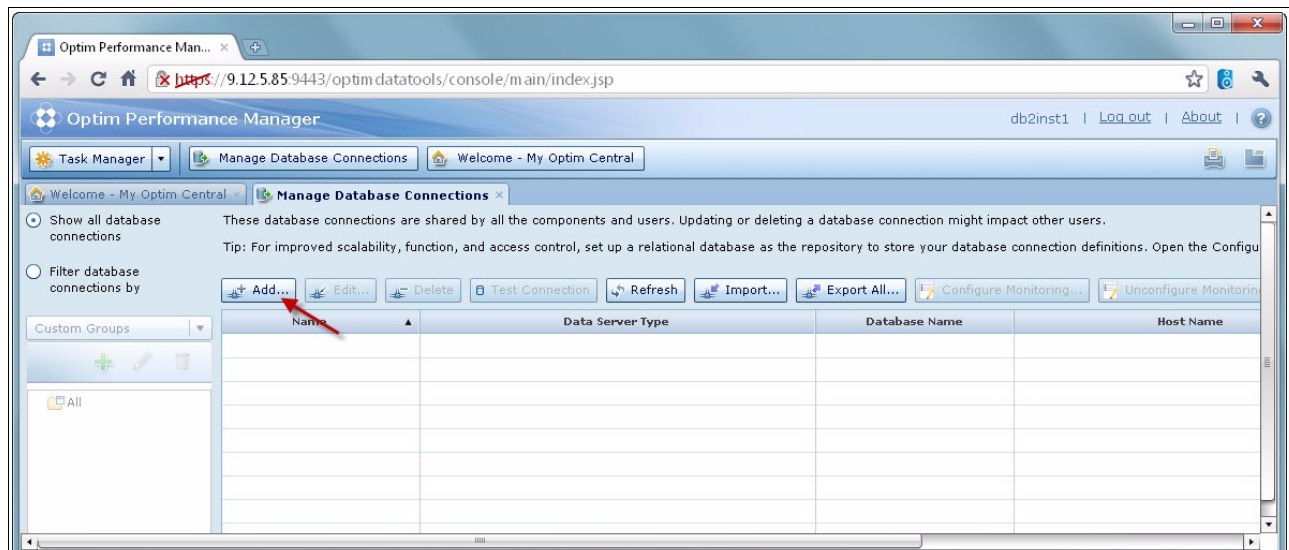 Optim Performance Man...
https://9.12.5.85:9443/optimdatatools/console/main/index.jsp
Optim Performance Manager
db2inst1 | Log out | About |
Task Manager
Manage Database Connections
Welcome - My Optim Central
Welcome - My Optim Central
Manage Database Connections
Show all database
connections
Filter database
connections by
Custom Groups
All
These database connections are shared by all the components and users. Updating or deleting a database connection might impact other users.
Tip: For improved scalability, function, and access control, set up a relational database as the repository to store your database connection definitions. Open the Configu
Add... Edit... Delete Test Connection Refresh Import... Export All... Configure Monitoring... Unconfigure Monitorin
Name Data Server Type Database Name Host Name